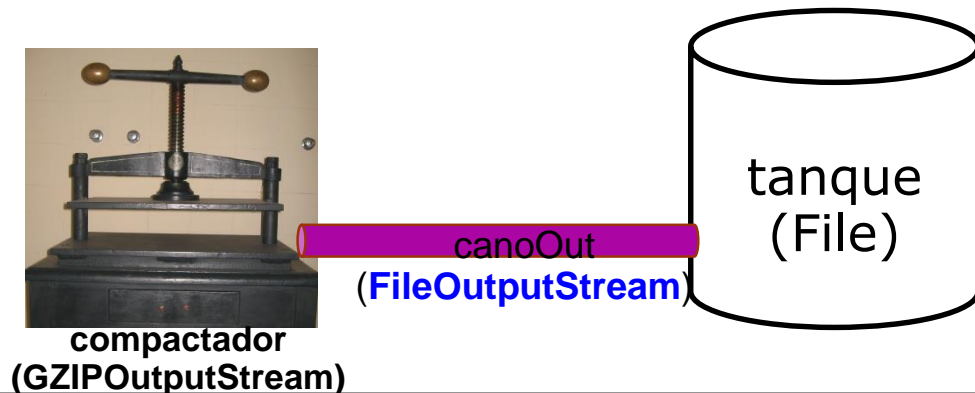 tanque
(File)
canoOut
(FileOutputStream)
compactador
(GZIPOutputStream)